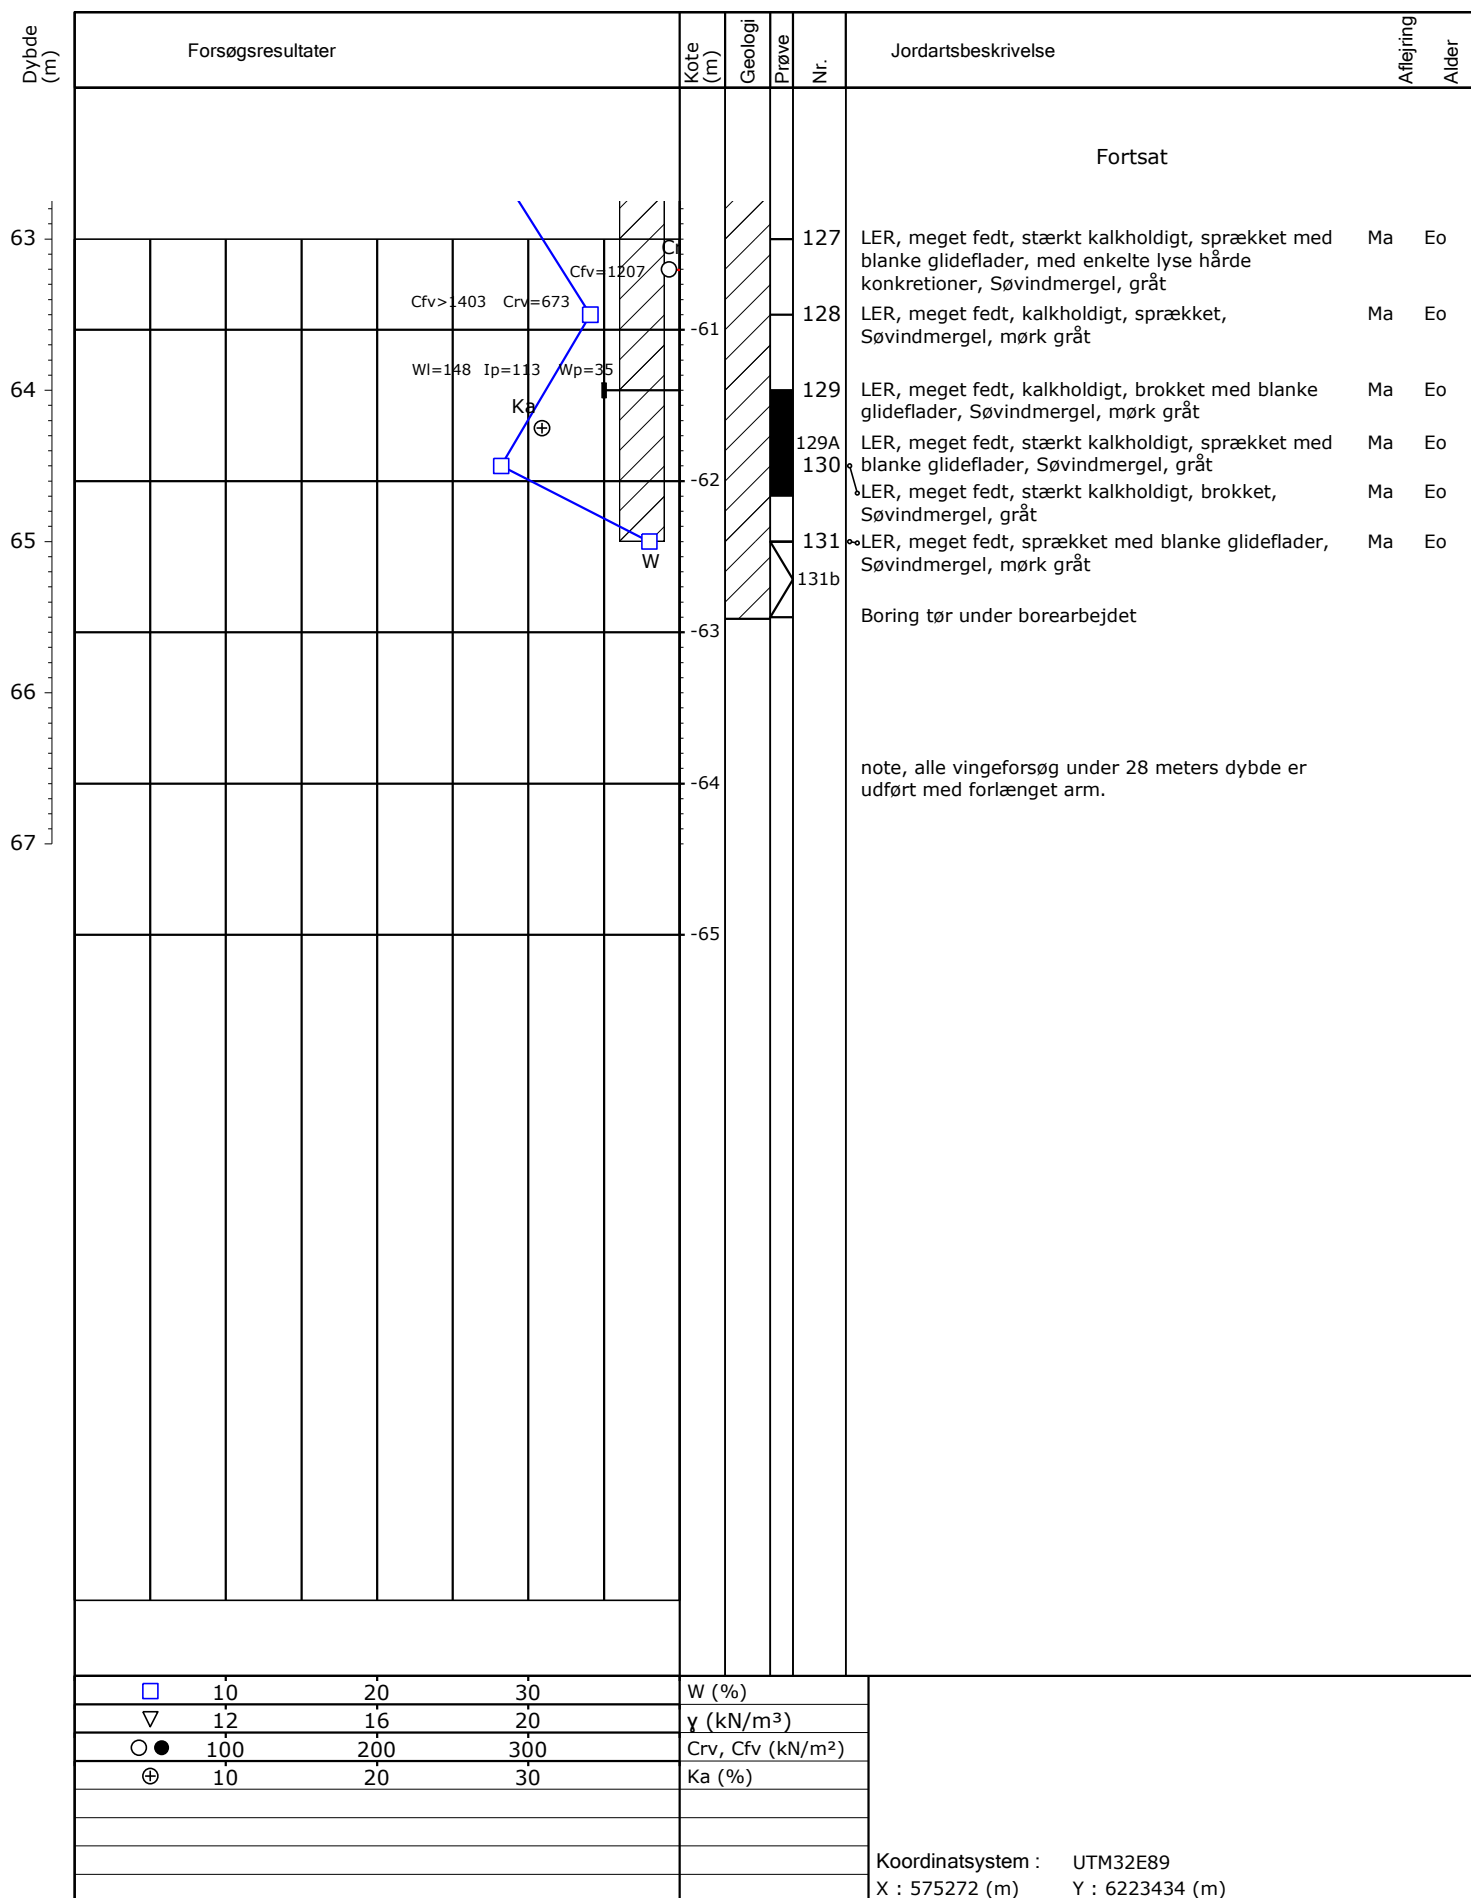 Dybde (m)
Forsøgsresultater
Kote (m)
Geologi
Prøve
Nr.
Jordartsbeskrivelse
Aflejring
Alder
Fortsat
63
127 LER, meget fedt, stærkt kalkholdigt, sprækket med Ma Eo
blanke glideflader, med enkelte lyse hårde
konkretioner, Søvindmergel, gråt
Cfv=1207
Cfv>1403 Crv=673
128 LER, meget fedt, kalkholdigt, sprækket, Ma Eo
Søvindmergel, mørk gråt
-61
Wl=148 Ip=113 Wp=35
64
129 LER, meget fedt, kalkholdigt, brokket med blanke Ma Eo
glideflader, Søvindmergel, mørk gråt
Ka
129A LER, meget fedt, stærkt kalkholdigt, sprækket med Ma Eo
130 blanke glideflader, Søvindmergel, gråt
-62
LER, meget fedt, stærkt kalkholdigt, brokket, Ma Eo
Søvindmergel, gråt
65
131 LER, meget fedt, sprækket med blanke glideflader, Ma Eo
Søvindmergel, mørk gråt
W
131b
Boring tør under borearbejdet
-63
66
note, alle vingeforsøg under 28 meters dybde er
udført med forlænget arm.
-64
67
-65
10 20 30 W (%)
12 16 20 γ (kN/m³)
100 200 300 Crv, Cfv (kN/m²)
10 20 30 Ka (%)
Koordinatsystem : UTM32E89
X : 575272 (m) Y : 6223434 (m)